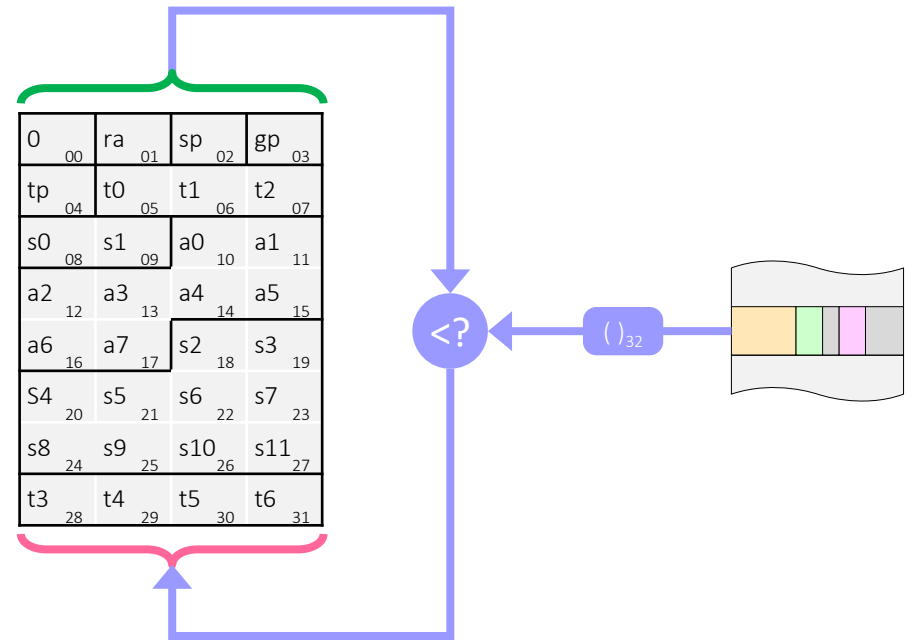 0 00 ra 01 sp 02 gp 03
tp 04 t0 05 t1 06 t2 07
s0 08 s1 09 a0 10 a1 11
a2 12 a3 13 a4 14 a5 15
a6 16 a7 17 s2 18 s3 19
S4 20 s5 21 s6 22 s7 23
s8 24 s9 25 s10 26 s11 27
t3 28 t4 29 t5 30 t6 31
<?
( )32